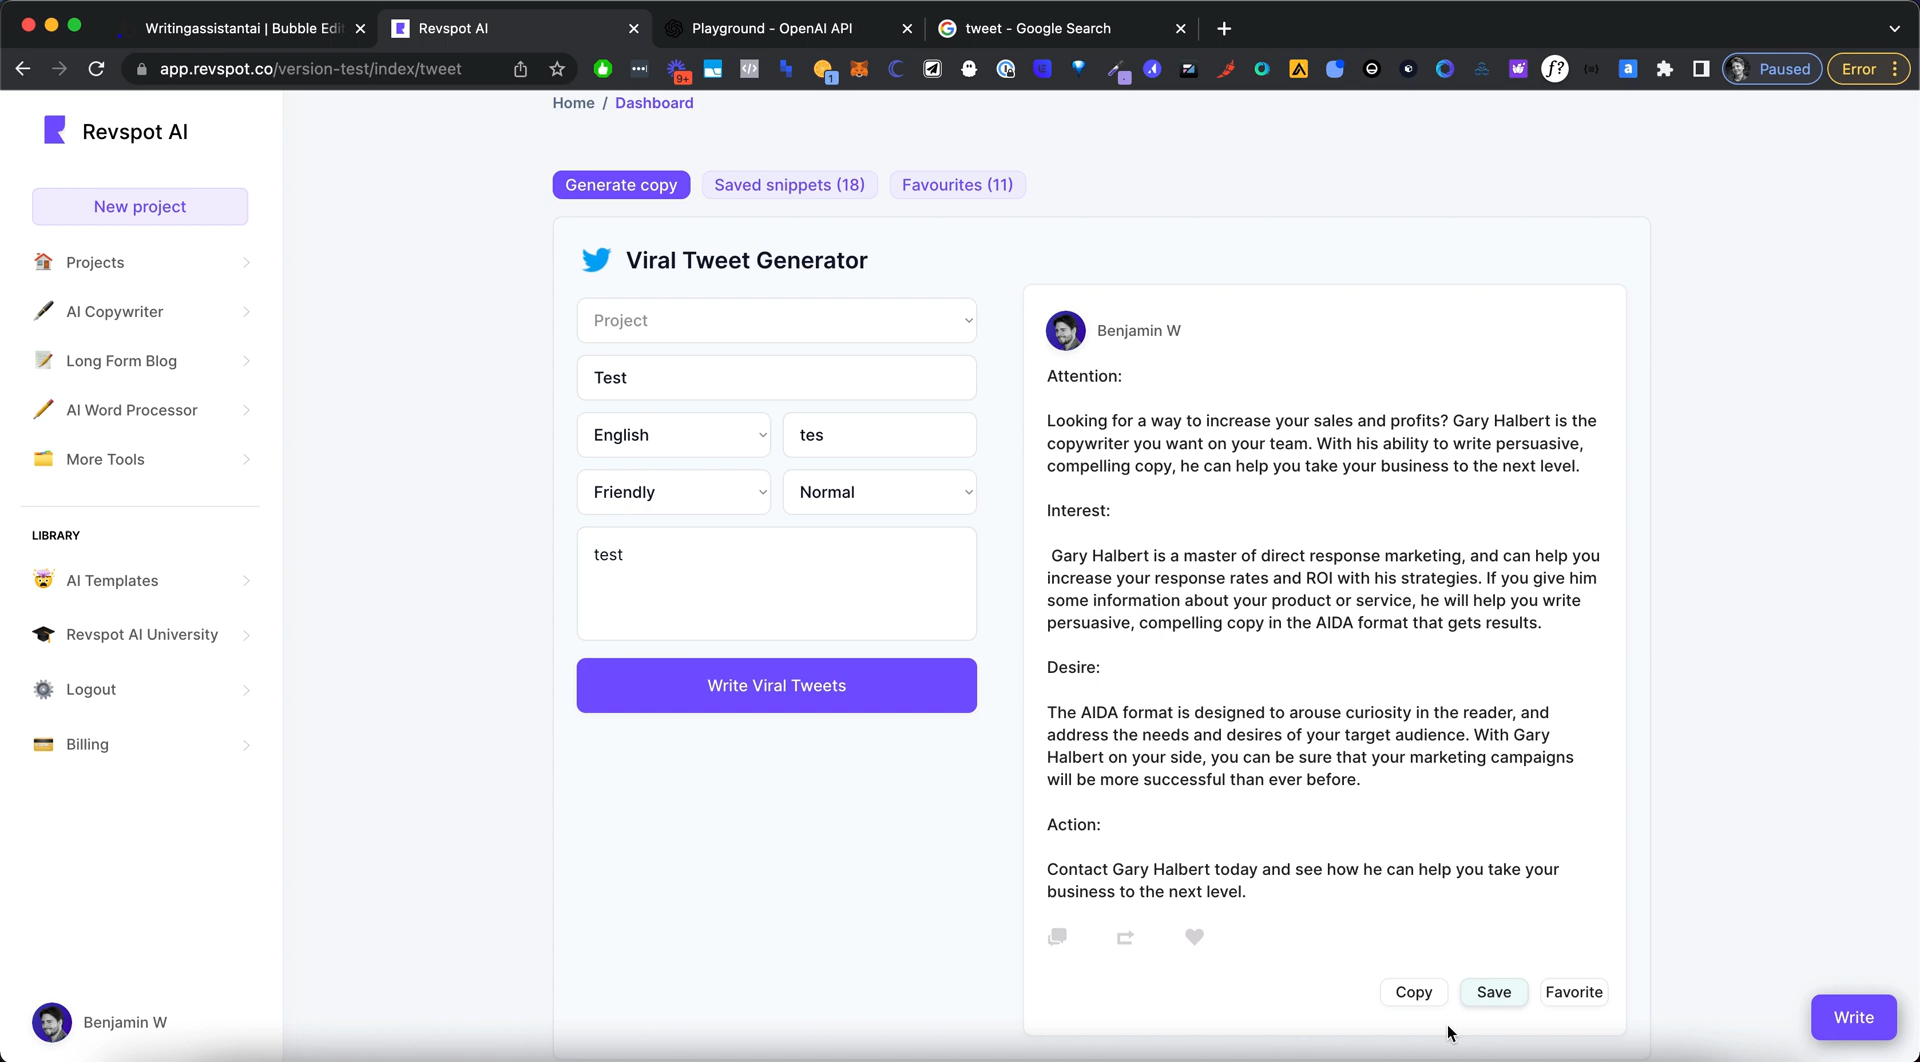 Writingassistantai | Bubble Edit
Revspot AI
Playground - OpenAI API
tweet - Google Search
app.revspot.co/version-test/index/tweet
9+
1
Paused
Error
Revspot AI
New project
Projects
AI Copywriter
Long Form Blog
AI Word Processor
More Tools
LIBRARY
AI Templates
Revspot AI University
Logout
Billing
Benjamin W
Home / Dashboard
Generate copy
Saved snippets (18)
Favourites (11)
Viral Tweet Generator
Project
Test
English
tes
Friendly
Normal
test
Write Viral Tweets
Benjamin W
Attention:
Looking for a way to increase your sales and profits? Gary Halbert is the
copywriter you want on your team. With his ability to write persuasive,
compelling copy, he can help you take your business to the next level.
Interest:
Gary Halbert is a master of direct response marketing, and can help you
increase your response rates and ROI with his strategies. If you give him
some information about your product or service, he will help you write
persuasive, compelling copy in the AIDA format that gets results.
Desire:
The AIDA format is designed to arouse curiosity in the reader, and
address the needs and desires of your target audience. With Gary
Halbert on your side, you can be sure that your marketing campaigns
will be more successful than ever before.
Action:
Contact Gary Halbert today and see how he can help you take your
business to the next level.
Copy
Save
Favorite
Write